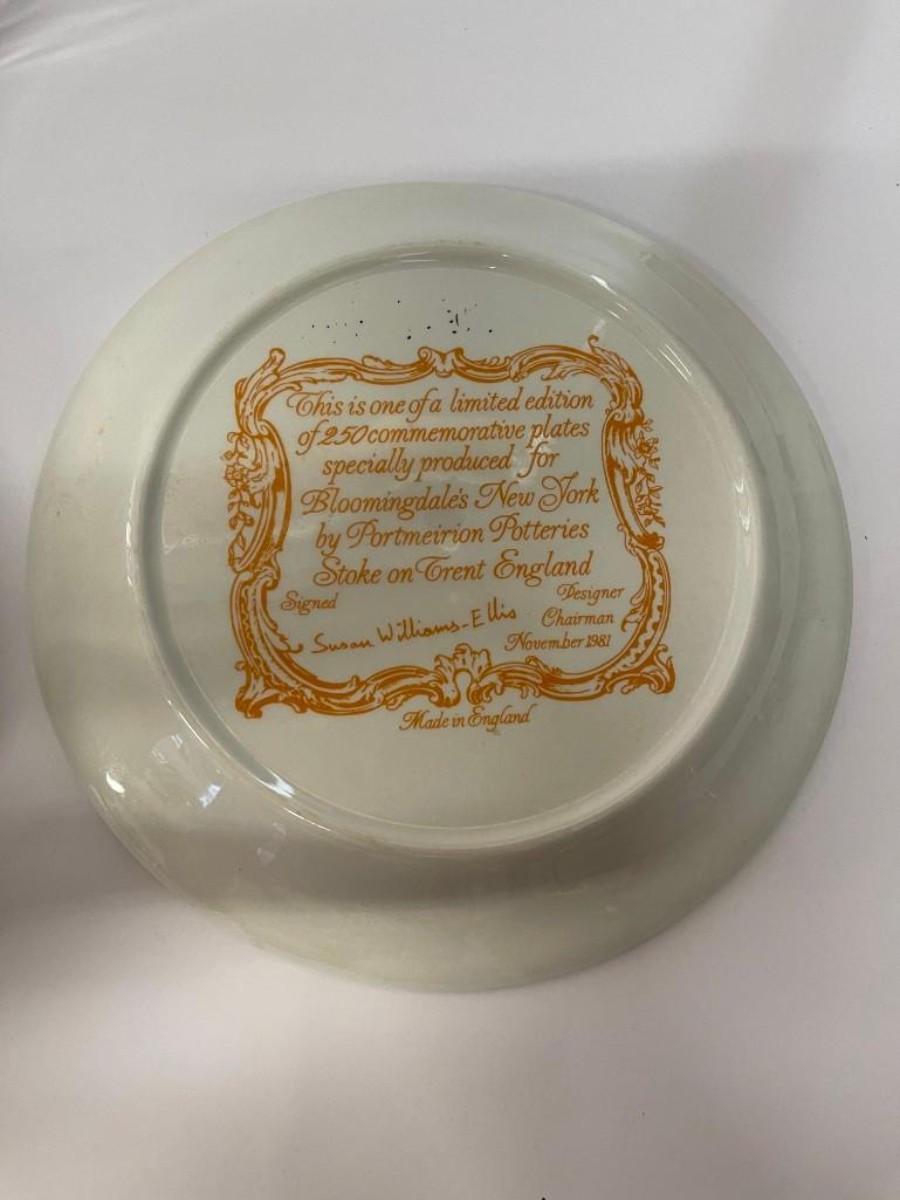 This is one of a limited edition
of 250 commemorative plates
specially produced for
Bloomingdale's New York
by Portmeirion Potteries
Stoke on Trent England
Signed Designer
Susan Williams-Ellis Chairman
November 1981
Made in England